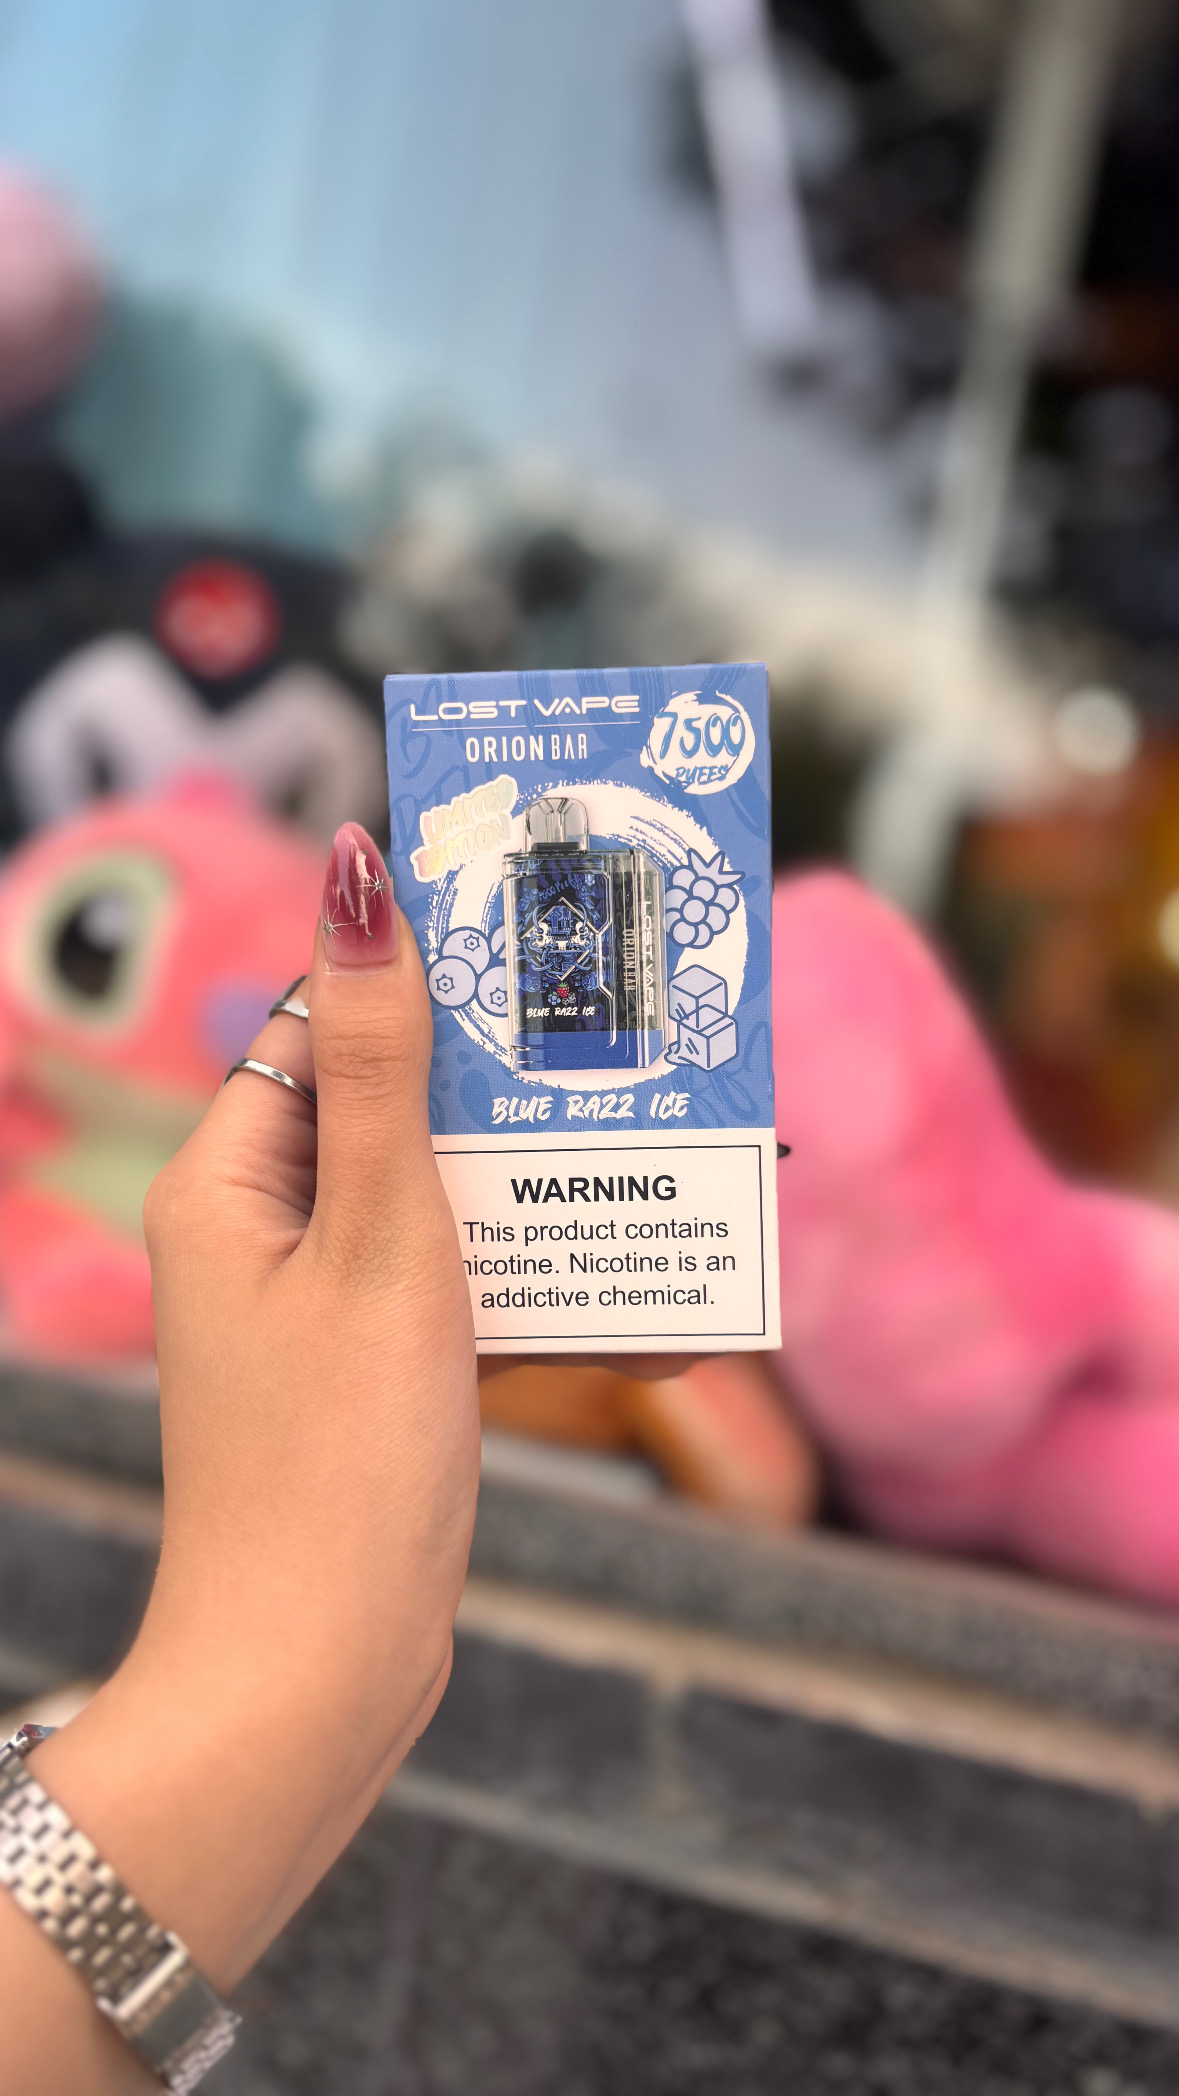 LOST VAPE
ORION BAR
7500
PUFFS
LIMITED
EDITION
LOST VAPE
ORION BAR
BLUE RAZZ ICE
BLUE RAZZ ICE
WARNING
This product contains
nicotine. Nicotine is an
addictive chemical.